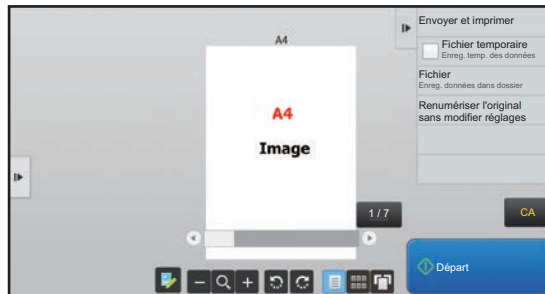 A4
A4
Image
1 / 7
Envoyer et imprimer
Fichier temporaire
Enreg. temp. des données
Fichier
Enreg. données dans dossier
Renumériser l'original
sans modifier réglages
CA
Départ